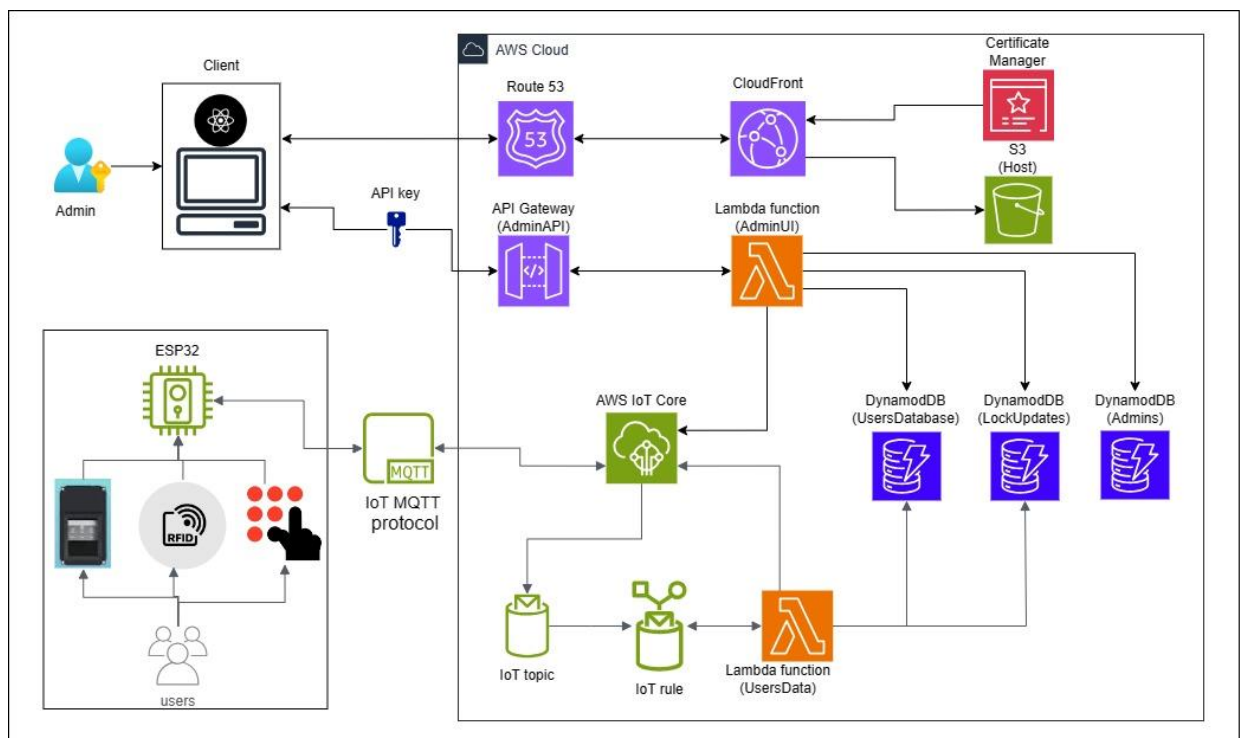 AWS Cloud
Certificate
Manager
Client
Route 53
CloudFront
53
S3
(Host)
Admin
API key
API Gateway
(AdminAPI)
Lambda function
(AdminUI)
ESP32
AWS IoT Core
DynamodDB
(UsersDatabase)
DynamodDB
(LockUpdates)
DynamodDB
(Admins)
MQTT
IoT MQTT
protocol
RFID
IoT topic
IoT rule
Lambda function
(UsersData)
users